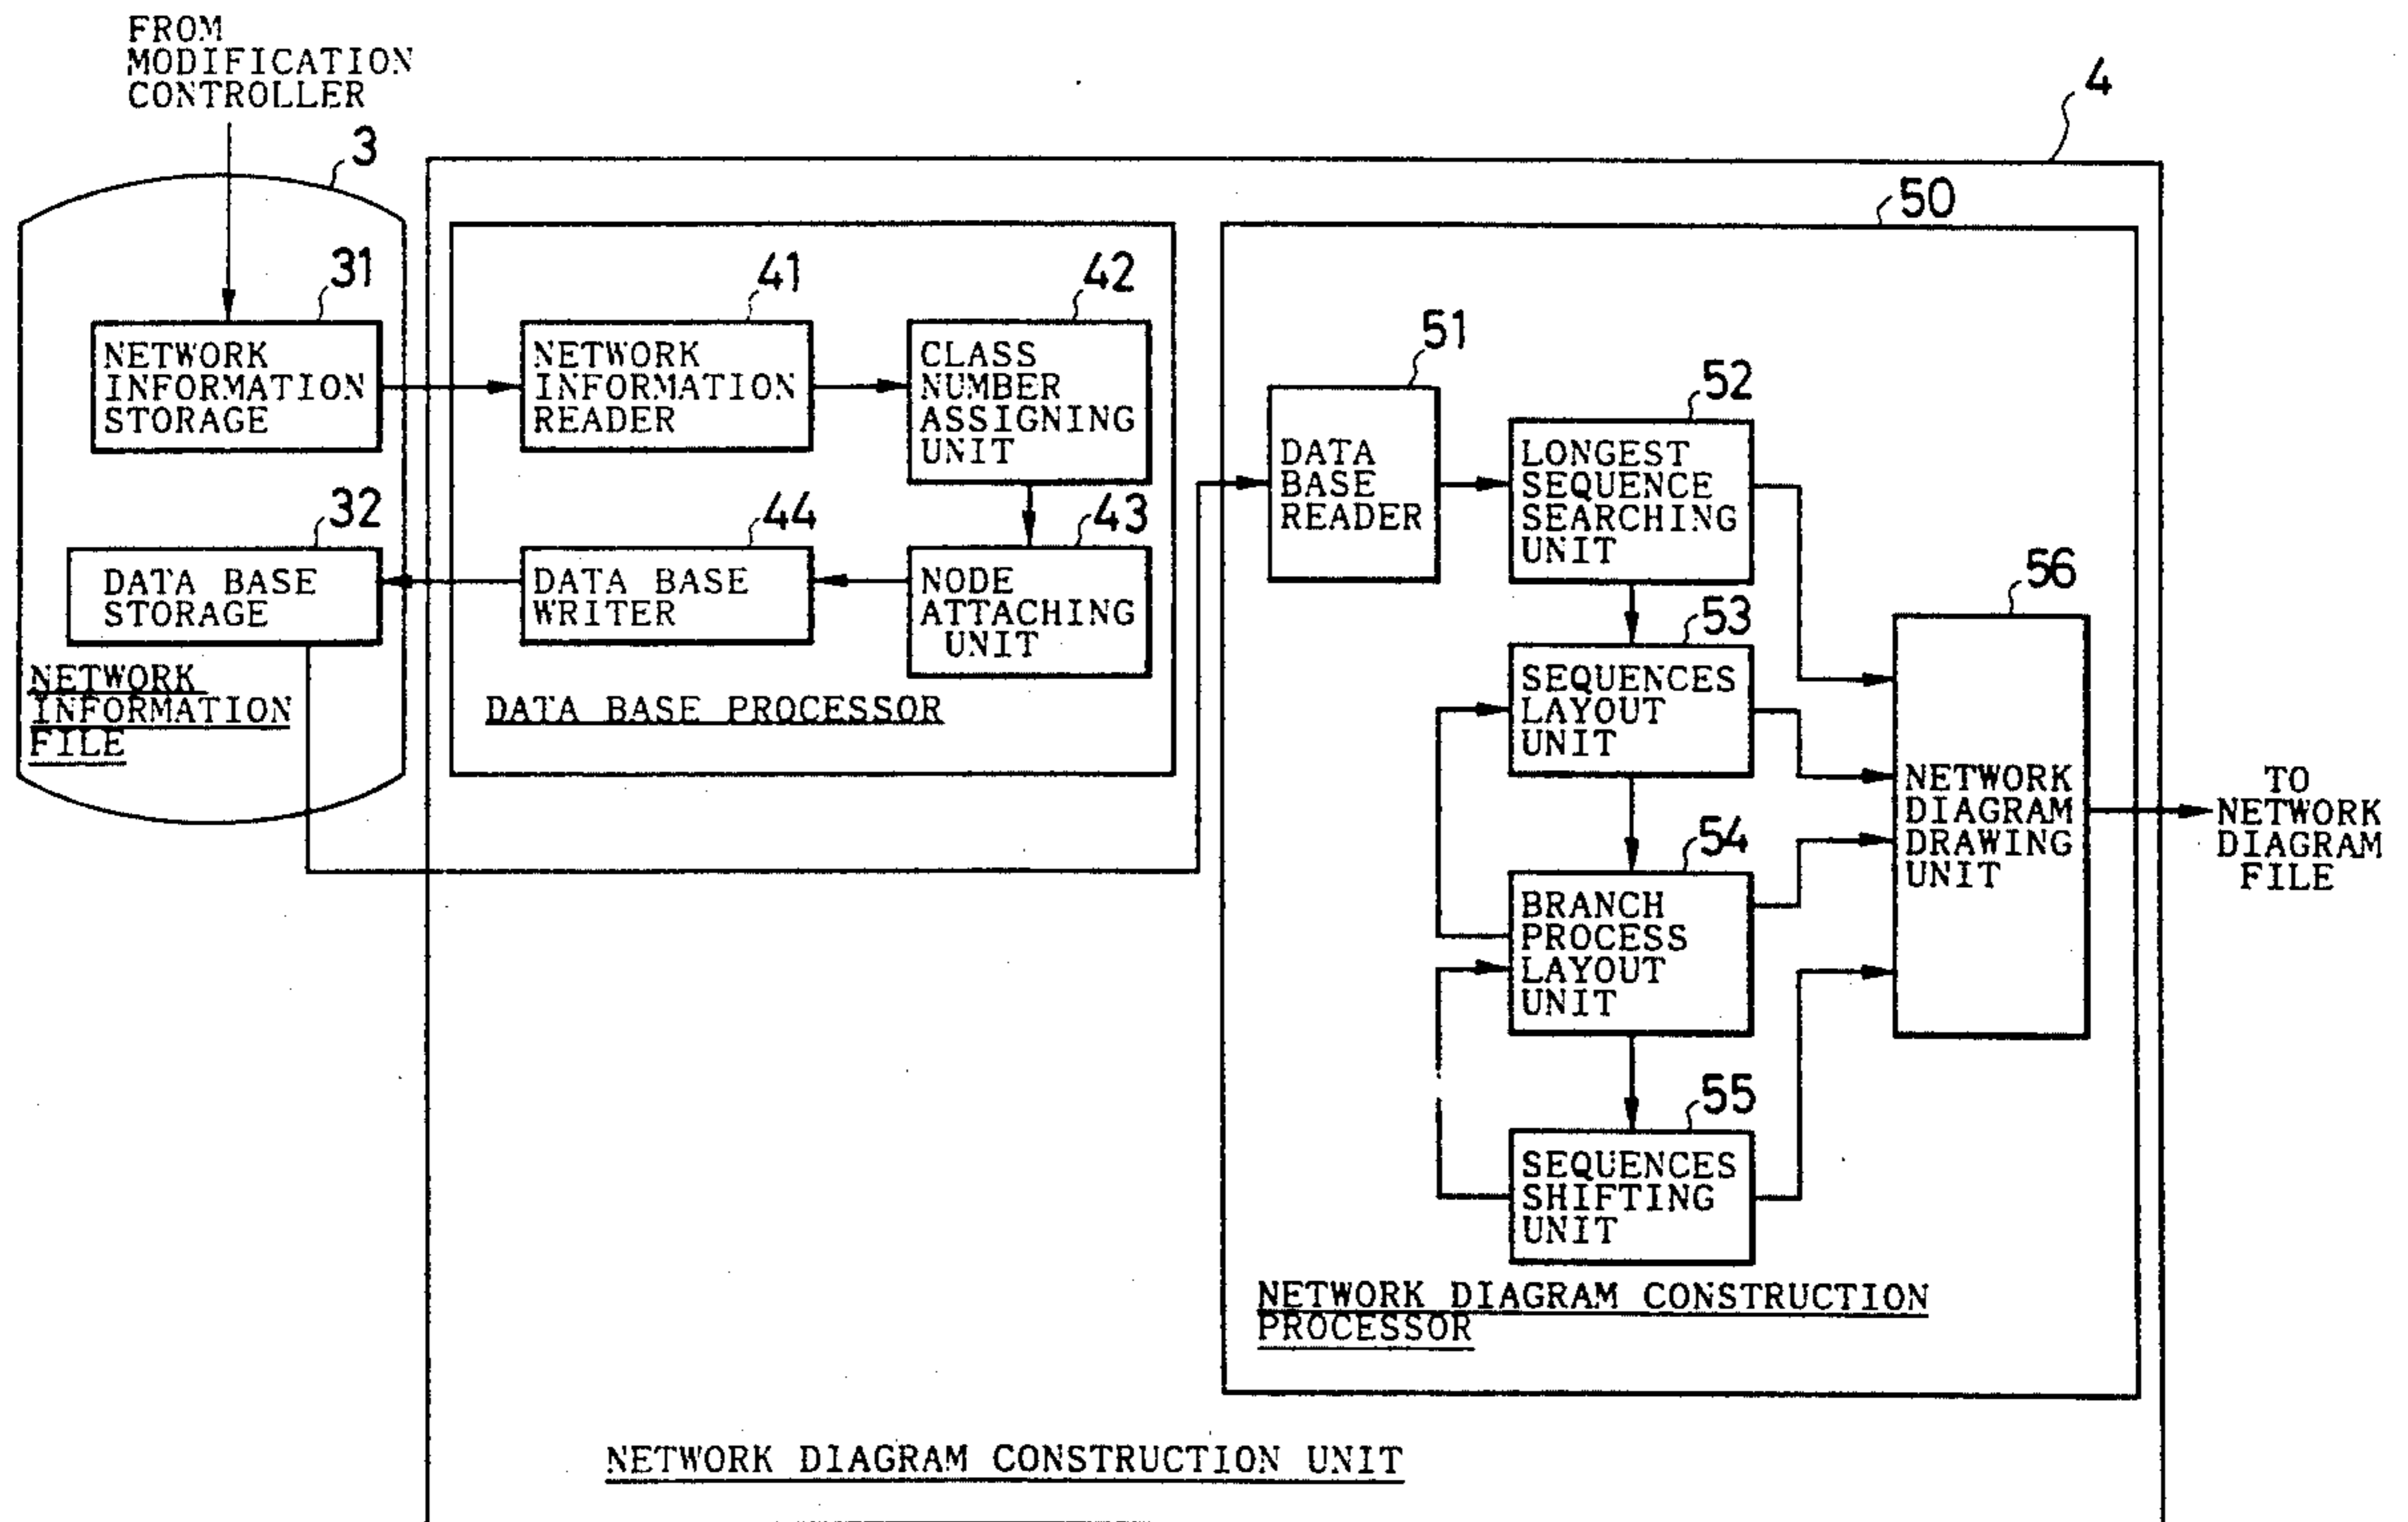 FROM
MODIFICATION
CONTROLLER
3
4
50
31
NETWORK
INFORMATION
STORAGE
32
DATA BASE
STORAGE
NETWORK
INFORMATION
FILE
41
NETWORK
INFORMATION
READER
42
CLASS
NUMBER
ASSIGNING
UNIT
44
DATA BASE
WRITER
43
NODE
ATTACHING
UNIT
DATA BASE PROCESSOR
51
DATA
BASE
READER
52
LONGEST
SEQUENCE
SEARCHING
UNIT
53
SEQUENCES
LAYOUT
UNIT
54
BRANCH
PROCESS
LAYOUT
UNIT
55
SEQUENCES
SHIFTING
UNIT
56
NETWORK
DIAGRAM
DRAWING
UNIT
TO
NETWORK
DIAGRAM
FILE
NETWORK DIAGRAM CONSTRUCTION
PROCESSOR
NETWORK DIAGRAM CONSTRUCTION UNIT